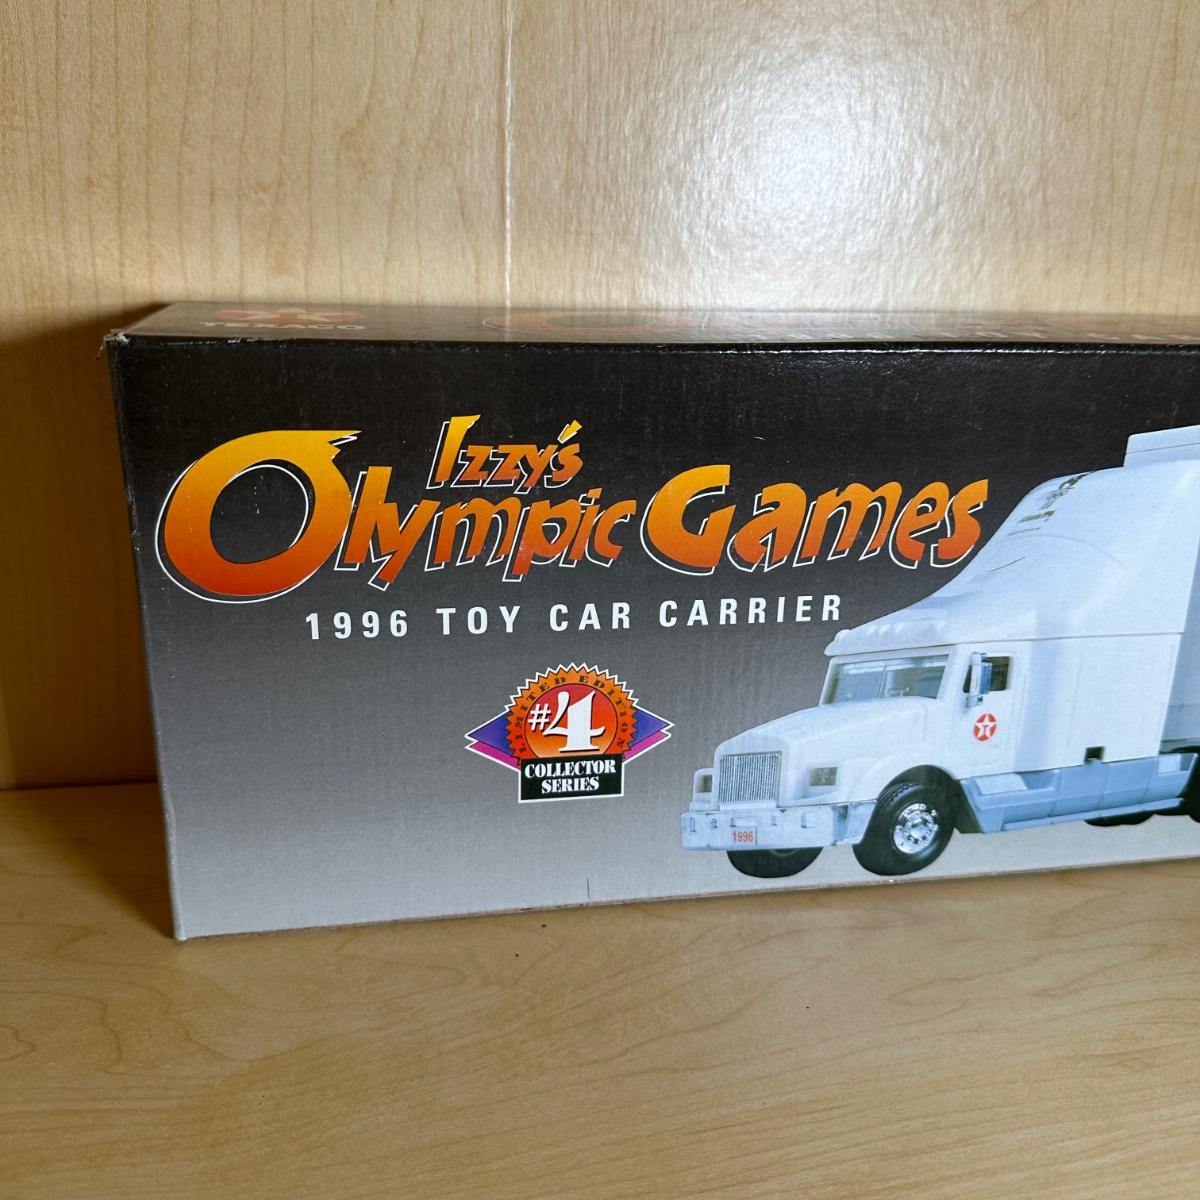 TEXACO
Izzy's
Olympic Games
1996 TOY CAR CARRIER
LIMITED EDITION
#4
COLLECTOR
SERIES
1996